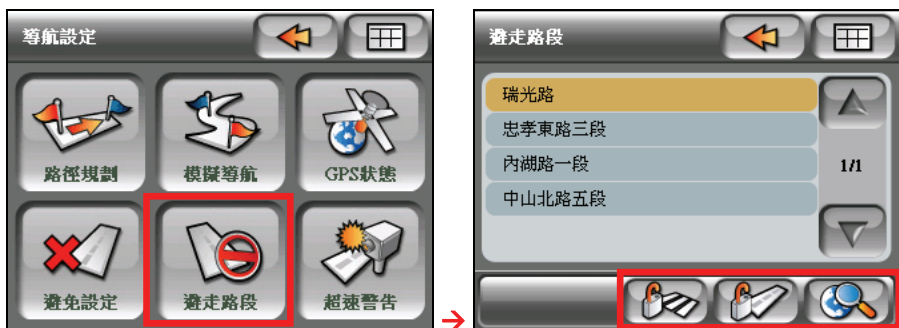 導航設定
路徑規劃
模擬導航
GPS狀態
避免設定
避走路段
超速警告
→
避走路段
瑞光路
忠孝東路三段
內湖路一段
中山北路五段
1/1